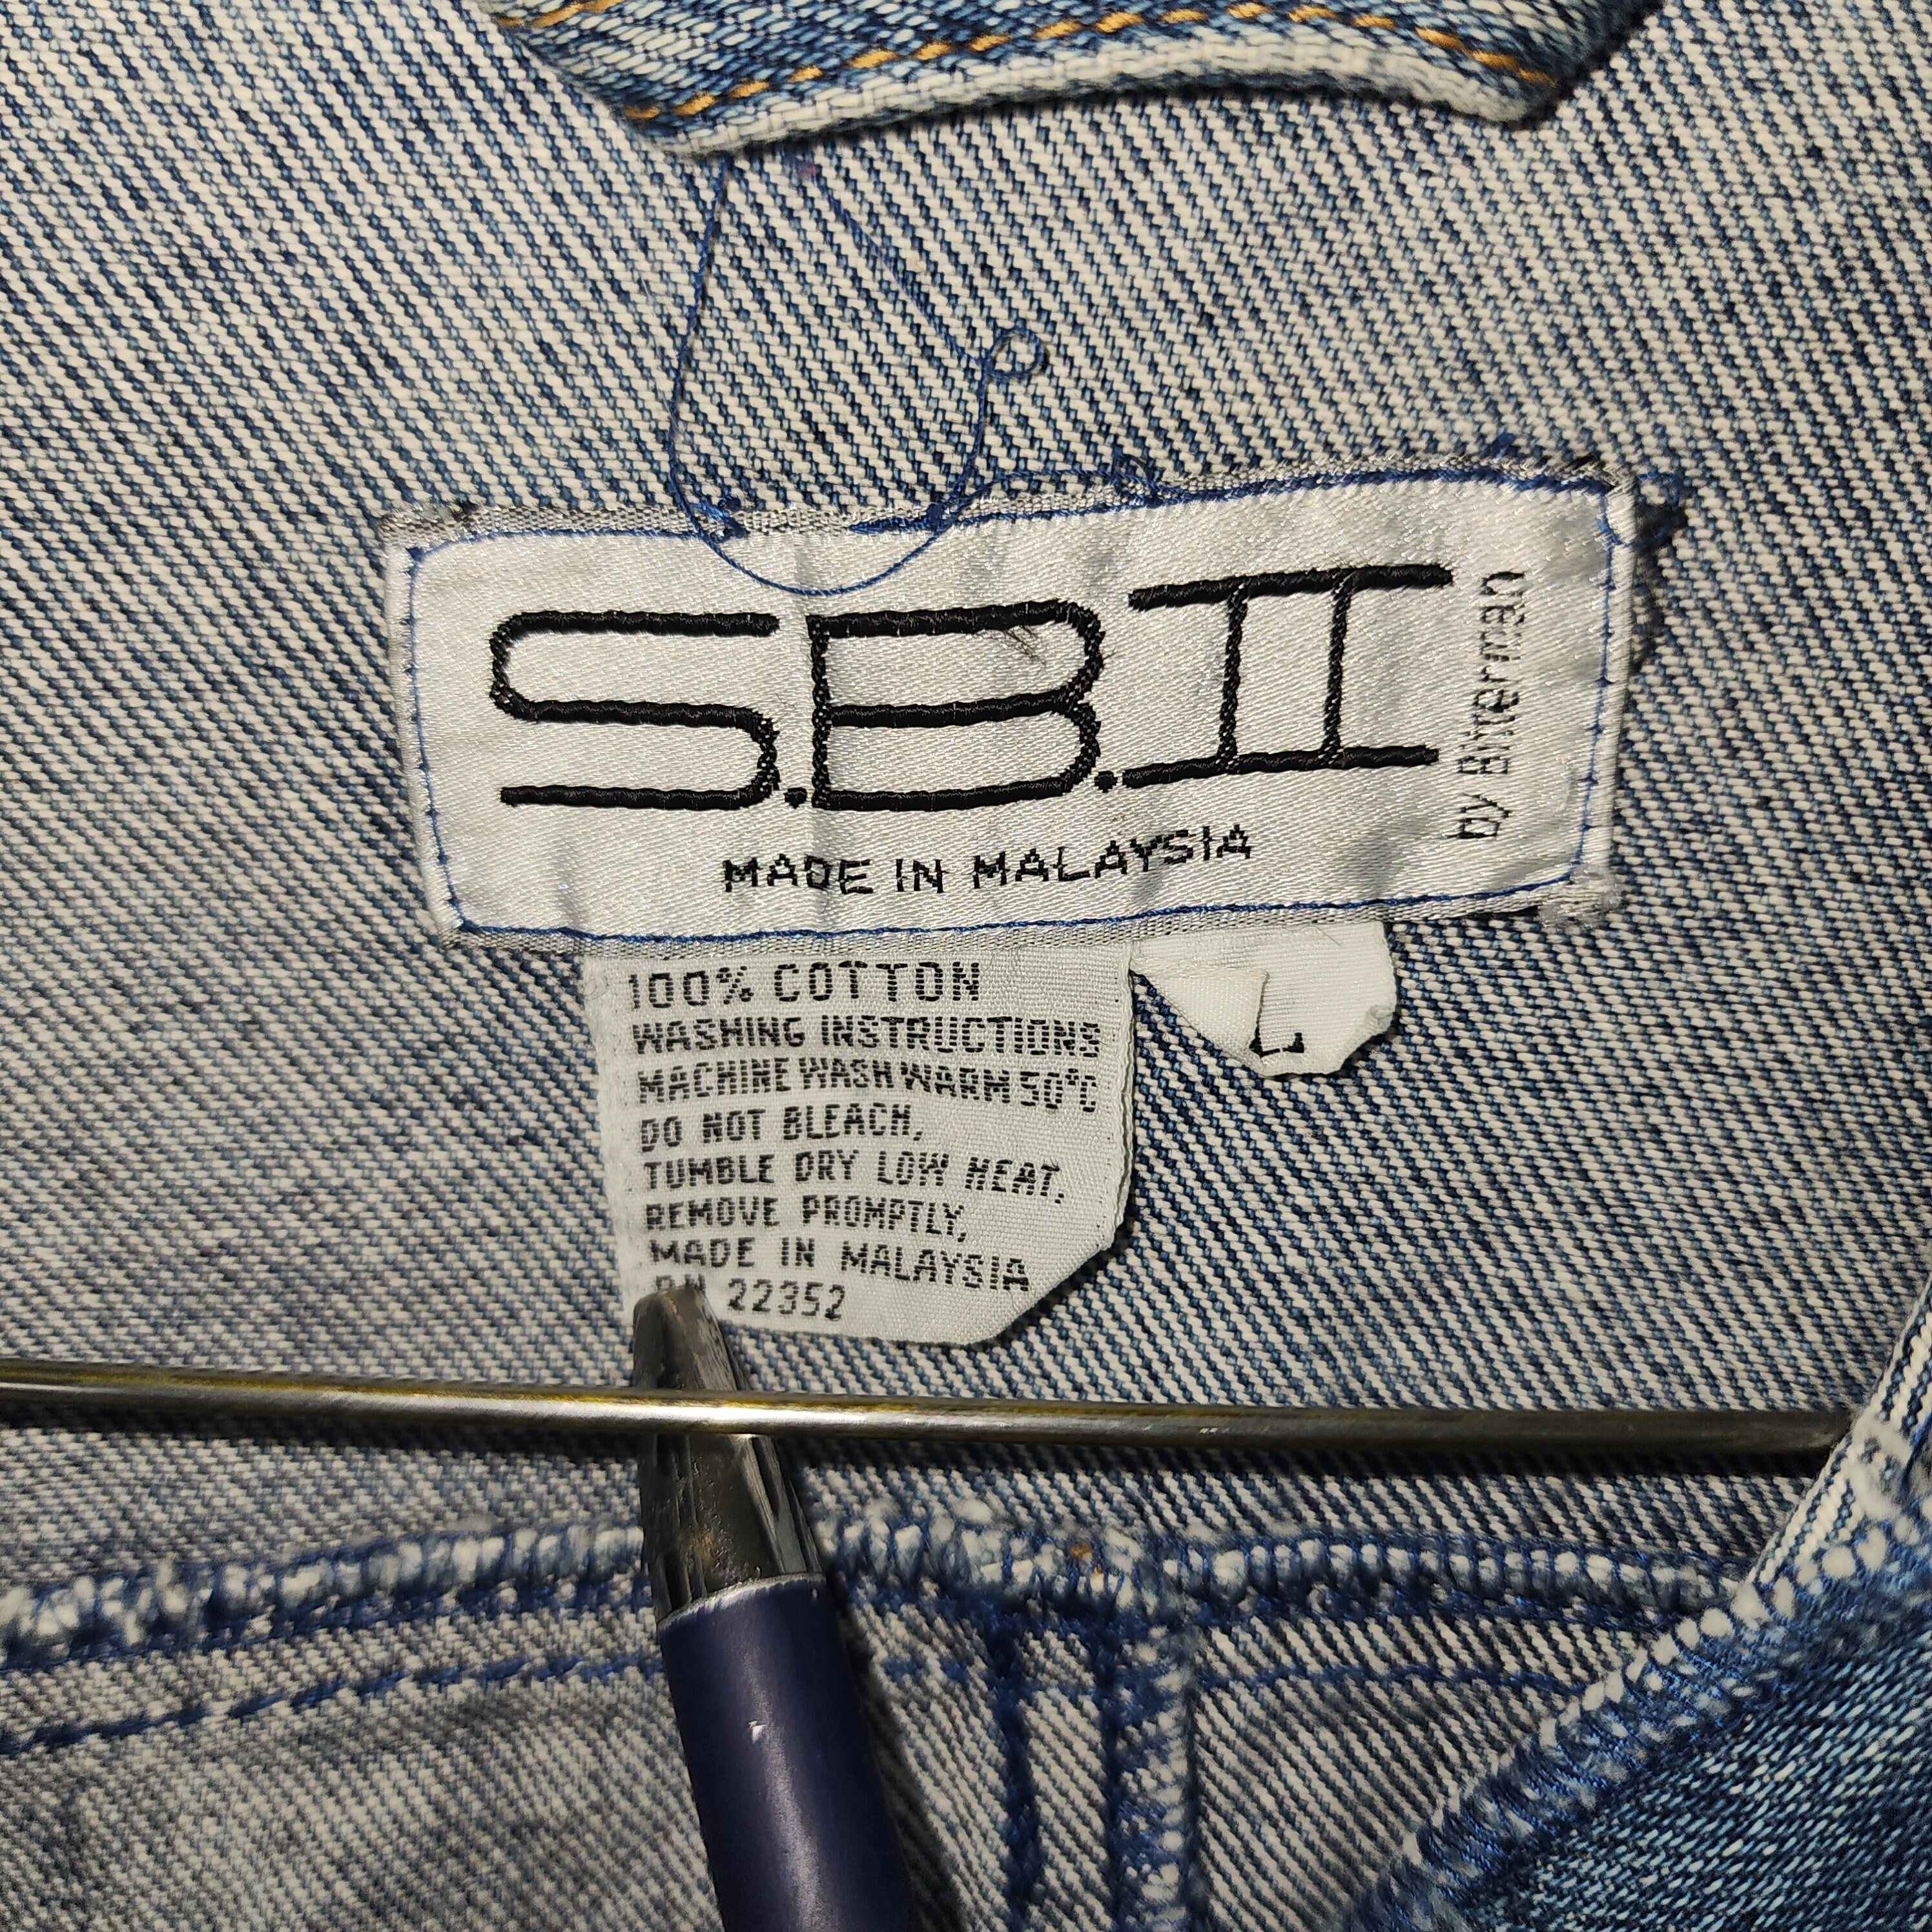 S.B.II
by Bitterman
MADE IN MALAYSIA
100% COTTON
WASHING INSTRUCTIONS
MACHINE WASH WARM 50°C
DO NOT BLEACH,
TUMBLE DRY LOW HEAT,
REMOVE PROMPTLY,
MADE IN MALAYSIA
22352
L